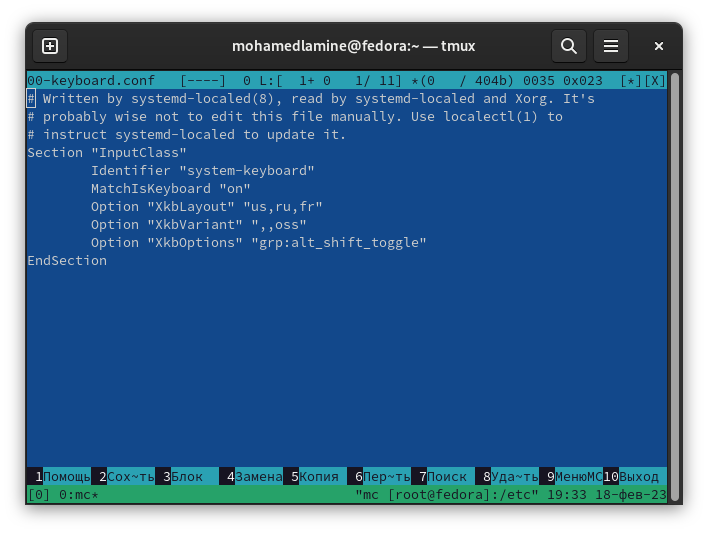 mohamedlamine@fedora:~ — tmux
00-keyboard.conf   [----]  0 L:[  1+ 0   1/ 11] *(0   / 404b) 0035 0x023  [*][X]
# Written by systemd-localed(8), read by systemd-localed and Xorg. It's
# probably wise not to edit this file manually. Use localectl(1) to
# instruct systemd-localed to update it.
Section "InputClass"
        Identifier "system-keyboard"
        MatchIsKeyboard "on"
        Option "XkbLayout" "us,ru,fr"
        Option "XkbVariant" ",,oss"
        Option "XkbOptions" "grp:alt_shift_toggle"
EndSection
1Помощь 2Сох~ть 3Блок 4Замена 5Копия 6Пер~ть 7Поиск 8Уда~ть 9МенюMC 10Выход
[0] 0:mc* "mc [root@fedora]:/etc" 19:33 18-фев-23